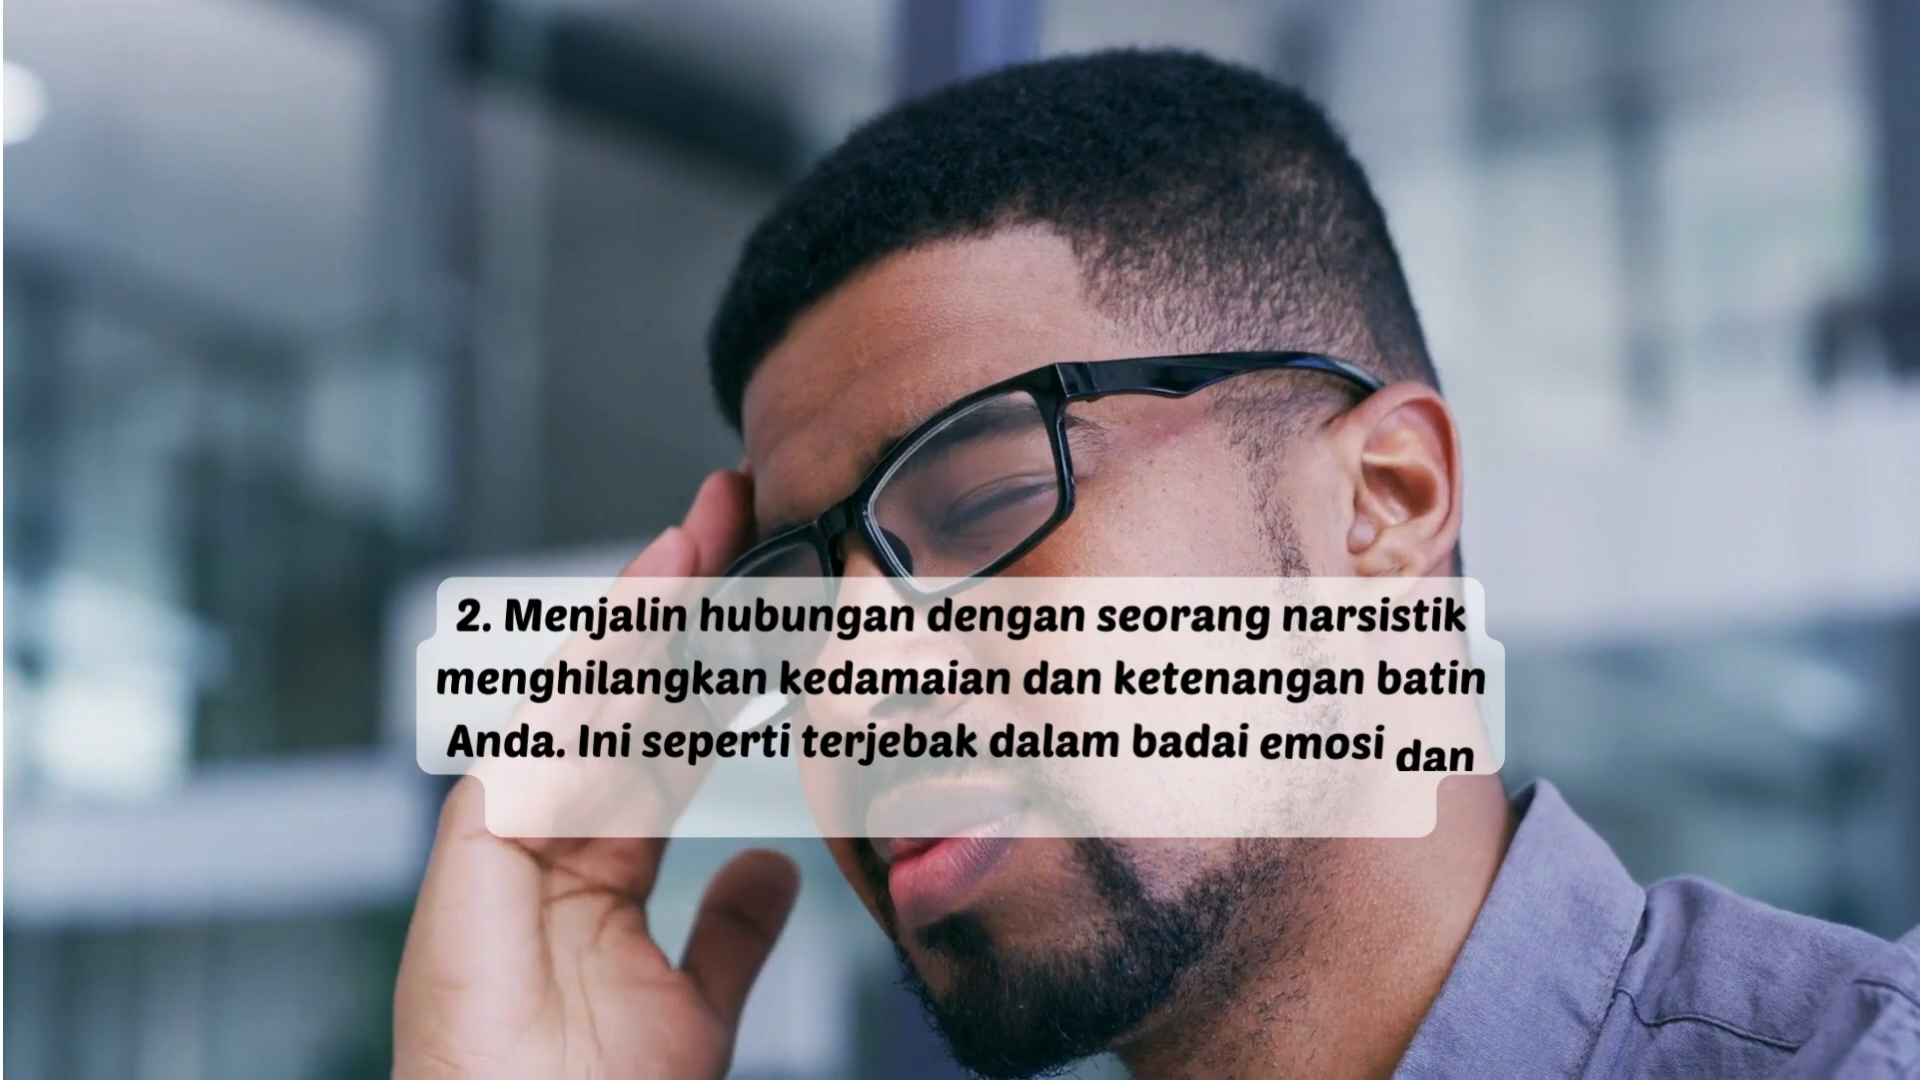 2. Menjalin hubungan dengan seorang narsistik
menghilangkan kedamaian dan ketenangan batin
Anda. Ini seperti terjebak dalam badai emosi dan